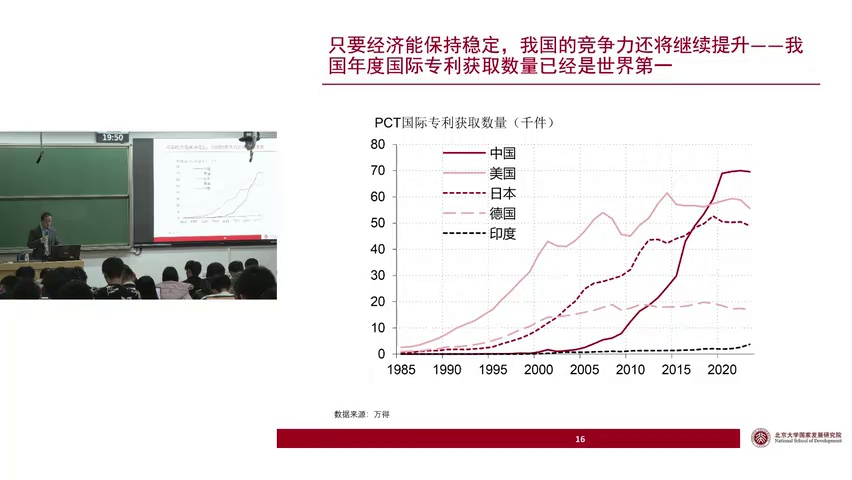 只要经济能保持稳定，我国的竞争力还将继续提升——我
国年度国际专利获取数量已经是世界第一
19:50
PCT国际专利获取数量（千件）
80
70
60
50
40
30
20
10
0
中国
美国
日本
德国
印度
1985 1990 1995 2000 2005 2010 2015 2020
数据来源：万得
16
北京大学国家发展研究院
National School of Development